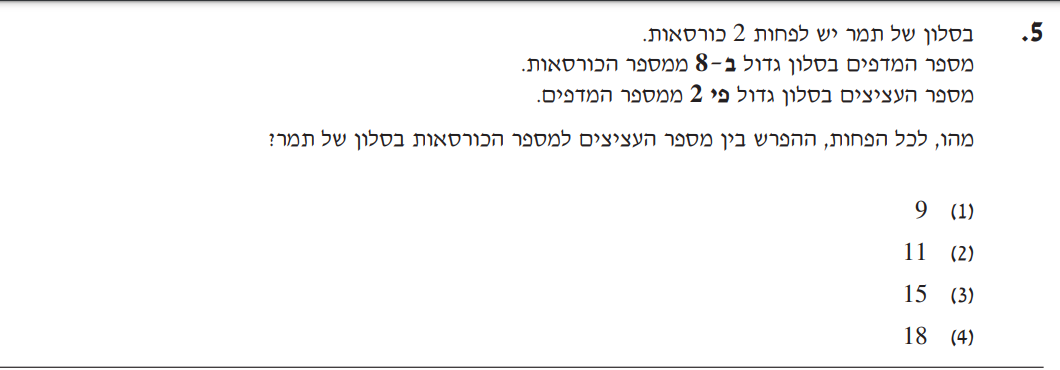 5. בסלון של תמר יש לפחות 2 כורסאות.
מספר המדפים בסלון גדול ב-8 ממספר הכורסאות.
מספר העציצים בסלון גדול פי 2 ממספר המדפים.
מהו, לכל הפחות, ההפרש בין מספר העציצים למספר הכורסאות בסלון של תמר?
(1) 9
(2) 11
(3) 15
(4) 18